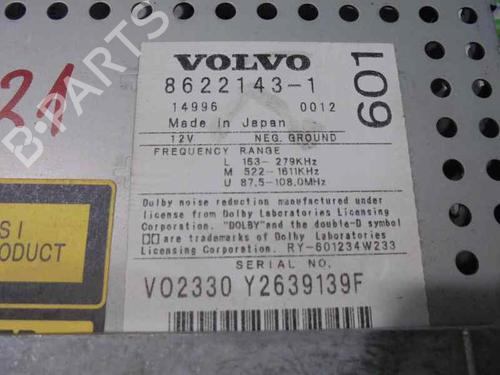 VOLVO
8622143-1
14996 0012
Made in Japan
601
12V NEG. GROUND
FREQUENCY RANGE
L 153- 279KHz
M 522-1611KHz
U 87.5-108.0MHz
Dolby noise reduction manufactured under
license from Dolby Laboratories Licensing
Corporation. "DOLBY" and the double-D symbol
are trademarks of Dolby Laboratories
Licensing Corporation. RY-601234W233
SERIAL NO.
VO2330 Y2639139F
21
B-PARTS
S I
PRODUCT